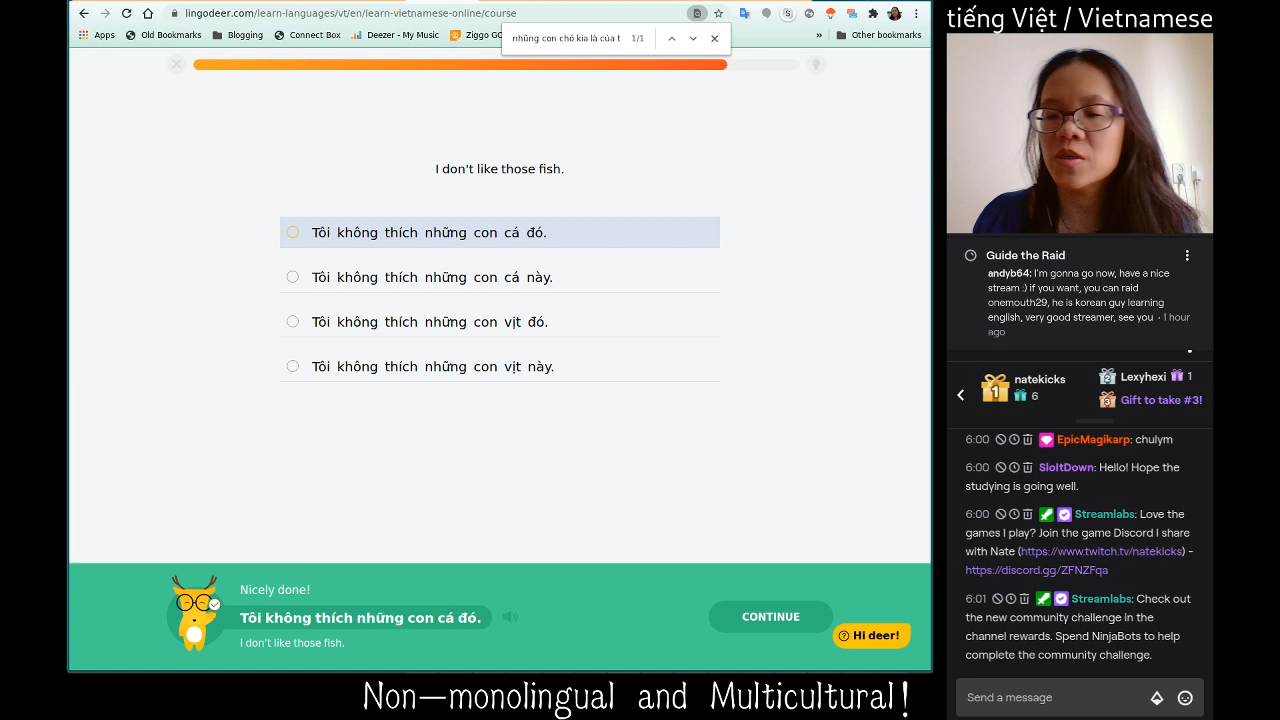 lingodeer.com/learn-languages/vt/en/learn-vietnamese-online/course
Apps Old Bookmarks Blogging Connect Box Deezer - My Music Ziggo GO » Other bookmarks
những con chó kia là của t 1/1
I don't like those fish.
Tôi không thích những con cá đó.
Tôi không thích những con cá này.
Tôi không thích những con vịt đó.
Tôi không thích những con vịt này.
Nicely done!
Tôi không thích những con cá đó.
I don't like those fish.
CONTINUE
Hi deer!
Non-monolingual and Multicultural!
tiếng Việt / Vietnamese
Guide the Raid
andyb64: I'm gonna go now, have a nice
stream :) if you want, you can raid
onemouth29, he is korean guy learning
english, very good streamer, see you · 1 hour
ago
1 natekicks
6
2 Lexyhexi 1
3 Gift to take #3!
6:00 EpicMagikarp: chulym
6:00 SloItDown: Hello! Hope the
studying is going well.
6:00 Streamlabs: Love the
games I play? Join the game Discord I share
with Nate (https://www.twitch.tv/natekicks) -
https://discord.gg/ZFNZFqa
6:01 Streamlabs: Check out
the new community challenge in the
channel rewards. Spend NinjaBots to help
complete the community challenge.
Send a message